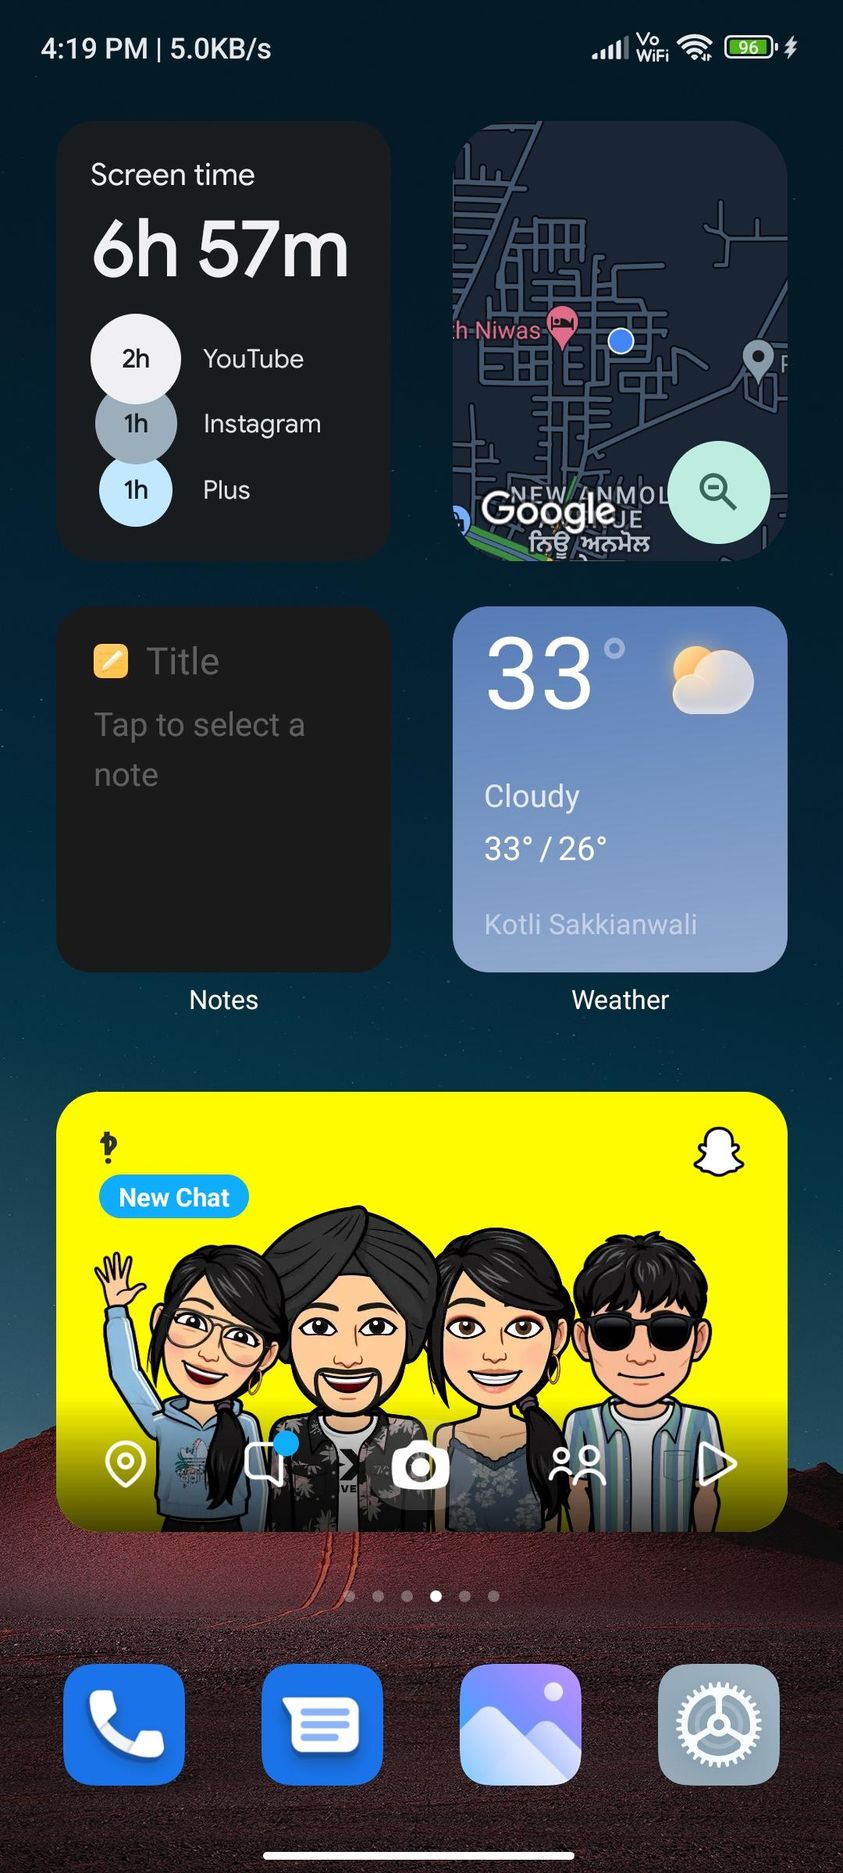 4:19 PM | 5.0KB/s
Vo
WiFi
96
Screen time
6h 57m
2h YouTube
1h Instagram
1h Plus
th Niwas
NEW ANMOL
Google
ਨਿਊ ਅਨਮੋਲ
Title
Tap to select a
note
Notes
33°
Cloudy
33° / 26°
Kotli Sakkianwali
Weather
New Chat